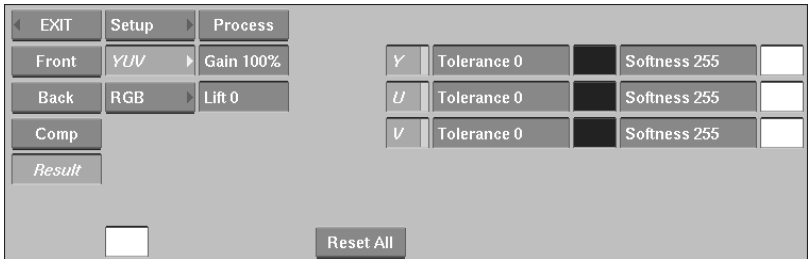 EXIT Setup Process
Front YUV Gain 100% Y Tolerance 0 Softness 255
Back RGB Lift 0 U Tolerance 0 Softness 255
Comp V Tolerance 0 Softness 255
Result
Reset All